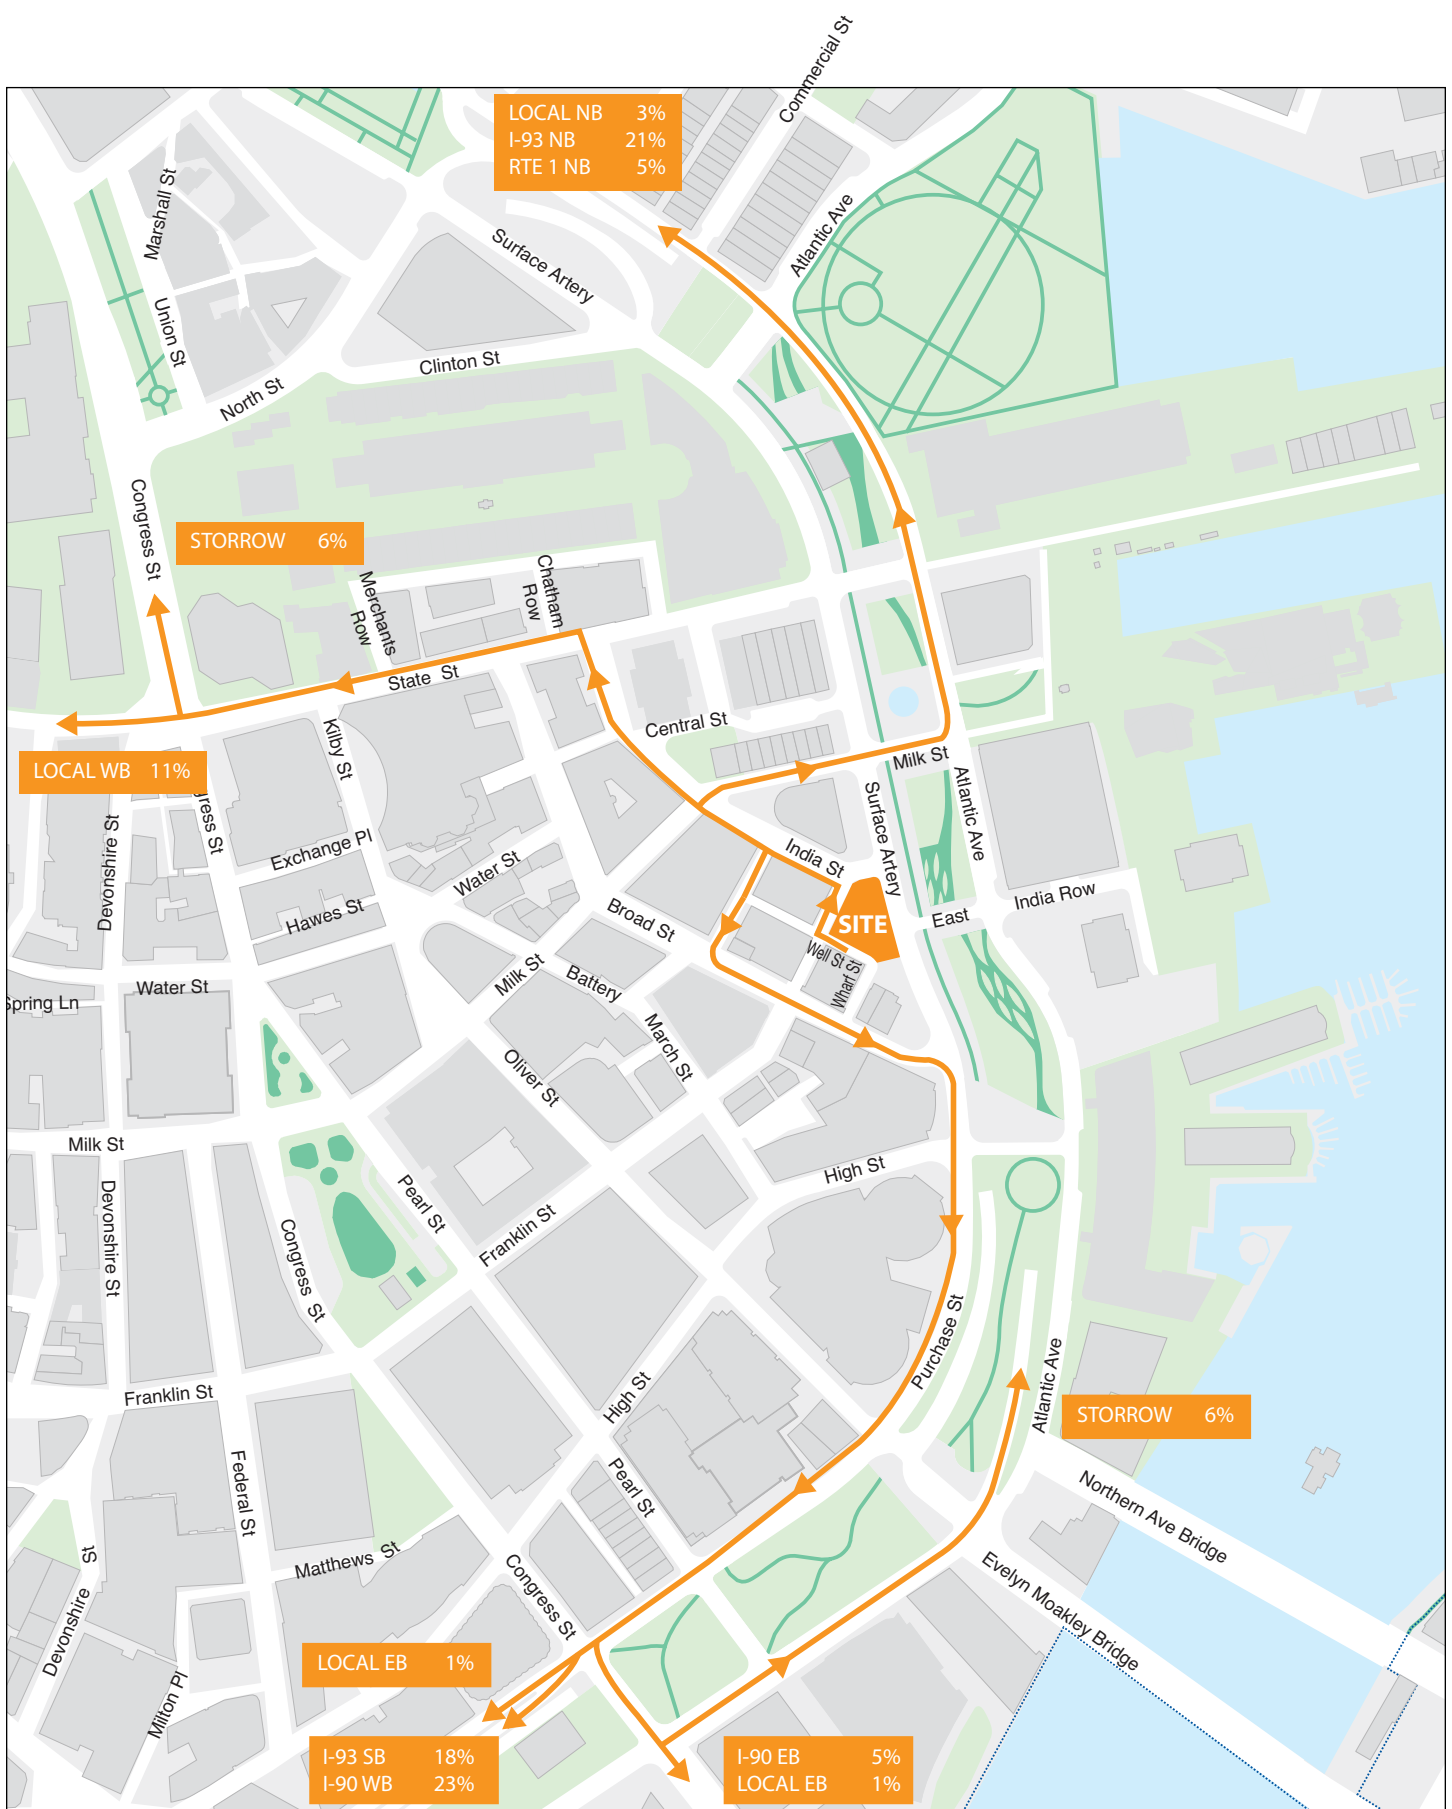 Commercial St
LOCAL NB 3%
I-93 NB 21%
RTE 1 NB 5%
Marshall St
Surface Artery
Atlantic Ave
Union St
Clinton St
North St
Congress St
STORROW 6%
Merchants
Row
Chatham
Row
State St
Central St
Kilby St
Milk St
LOCAL WB 11%
gress St
Devonshire St
Exchange Pl
Water St
Surface Artery
Atlantic Ave
India St
Hawes St
Broad St
SITE
East
India Row
Well St
Wharf St
Milk St
Battery
March St
Water St
Spring Ln
Oliver St
Milk St
High St
Pearl St
Devonshire St
Congress St
Franklin St
Purchase St
Atlantic Ave
Franklin St
High St
STORROW 6%
Federal St
Pearl St
Northern Ave Bridge
Matthews St
Congress St
Evelyn Moakley Bridge
Devonshire St
LOCAL EB 1%
Milton Pl
I-93 SB 18%
I-90 WB 23%
I-90 EB 5%
LOCAL EB 1%